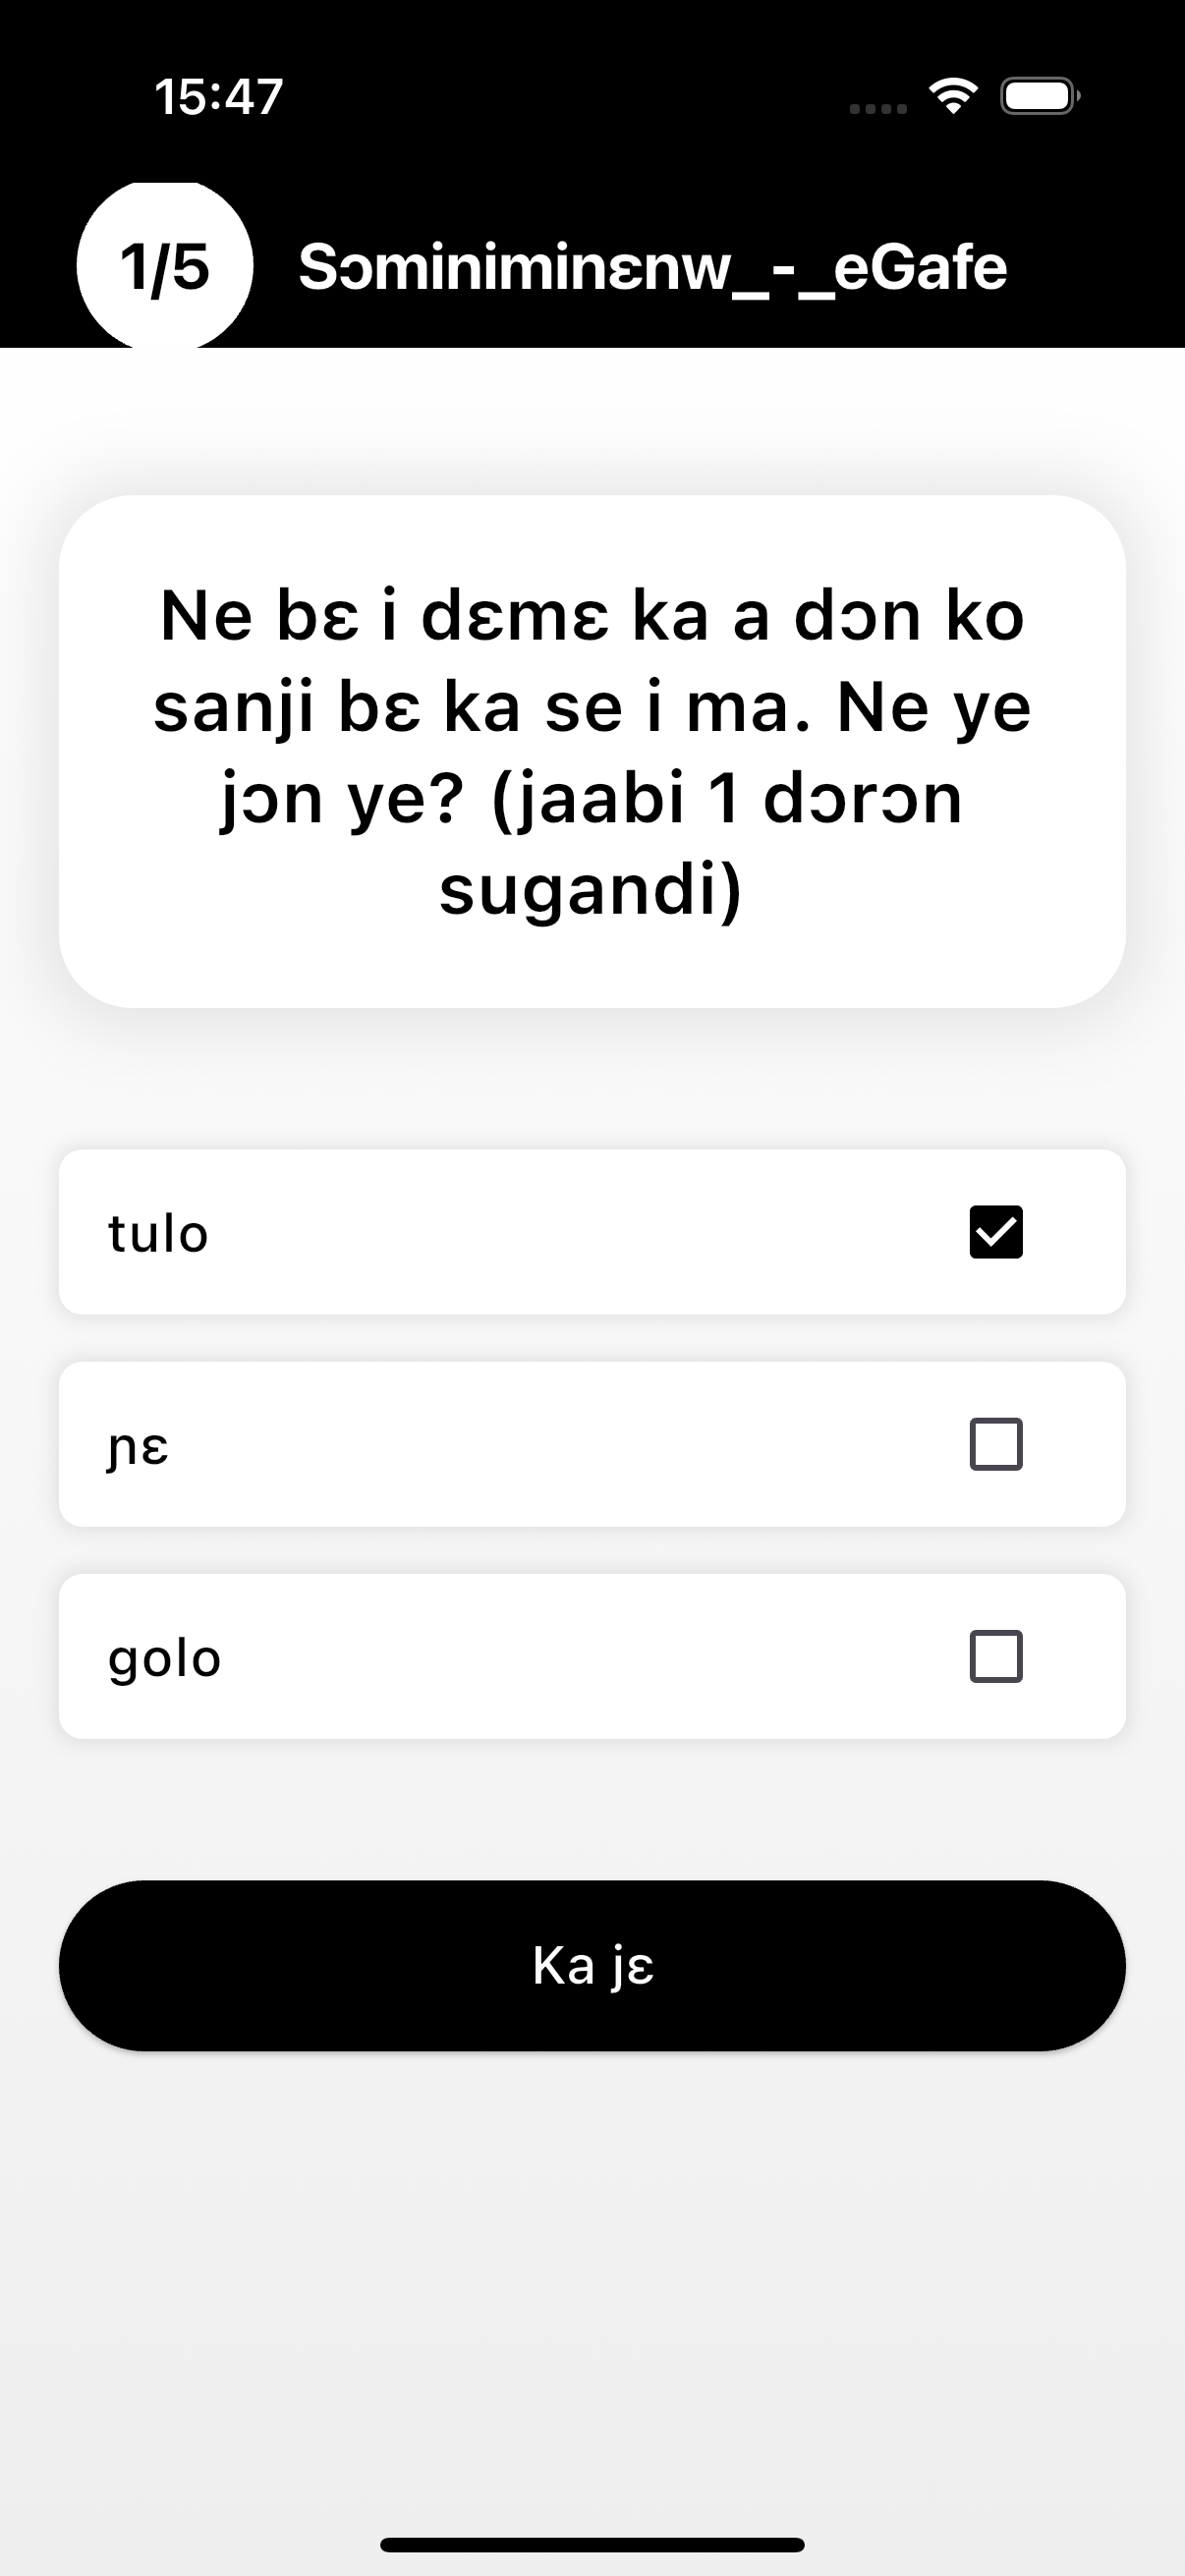 15:47
1/5
Sɔminiminɛnw_-_eGafe
Ne bɛ i dɛmɛ ka a dɔn ko
sanji bɛ ka se i ma. Ne ye
jɔn ye? (jaabi 1 dɔrɔn
sugandi)
tulo
ɲɛ
golo
Ka jɛ